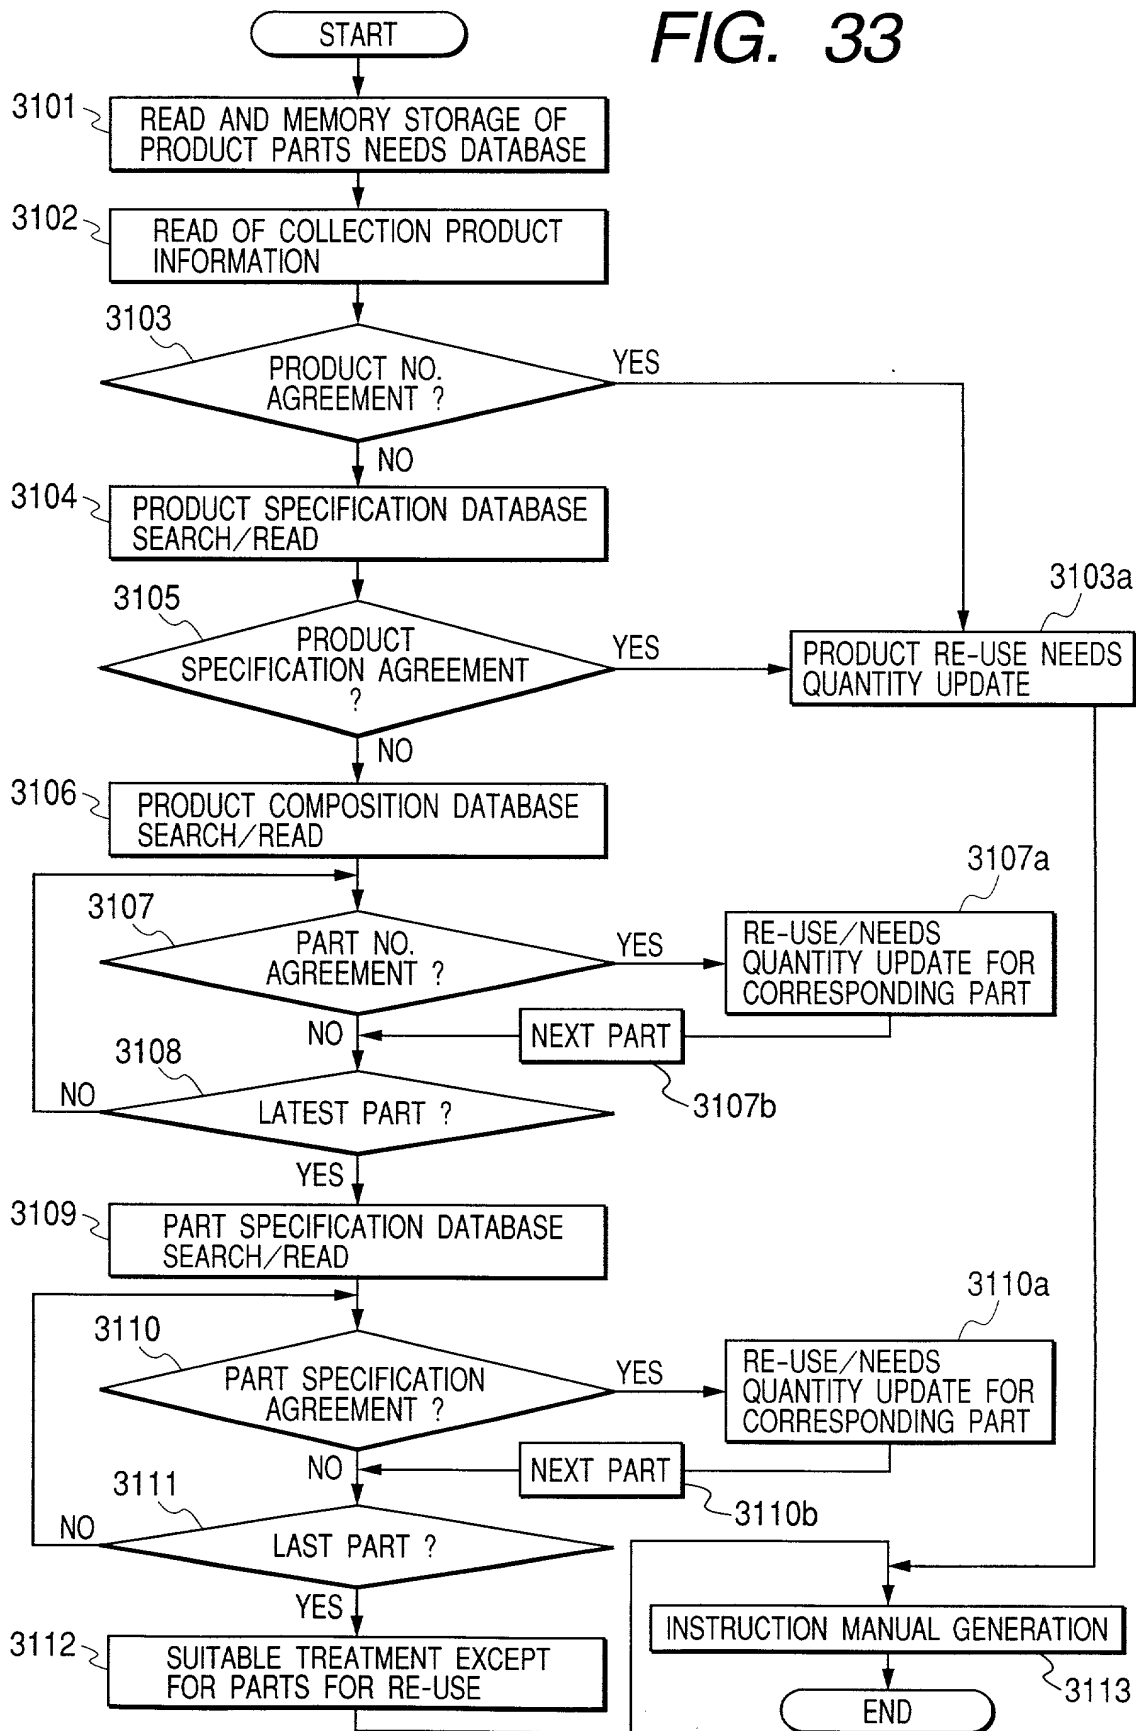 FIG. 33
START
3101
READ AND MEMORY STORAGE OF
PRODUCT PARTS NEEDS DATABASE
3102
READ OF COLLECTION PRODUCT
INFORMATION
3103
PRODUCT NO.
AGREEMENT ?
YES
NO
3104
PRODUCT SPECIFICATION DATABASE
SEARCH/READ
3105
PRODUCT
SPECIFICATION AGREEMENT
?
YES
NO
3103a
PRODUCT RE-USE NEEDS
QUANTITY UPDATE
3106
PRODUCT COMPOSITION DATABASE
SEARCH/READ
3107
PART NO.
AGREEMENT ?
YES
NO
3107a
RE-USE/NEEDS
QUANTITY UPDATE FOR
CORRESPONDING PART
NEXT PART
3107b
3108
LATEST PART ?
NO
YES
3109
PART SPECIFICATION DATABASE
SEARCH/READ
3110
PART SPECIFICATION
AGREEMENT ?
YES
NO
3110a
RE-USE/NEEDS
QUANTITY UPDATE FOR
CORRESPONDING PART
NEXT PART
3110b
3111
LAST PART ?
NO
YES
3112
SUITABLE TREATMENT EXCEPT
FOR PARTS FOR RE-USE
INSTRUCTION MANUAL GENERATION
3113
END